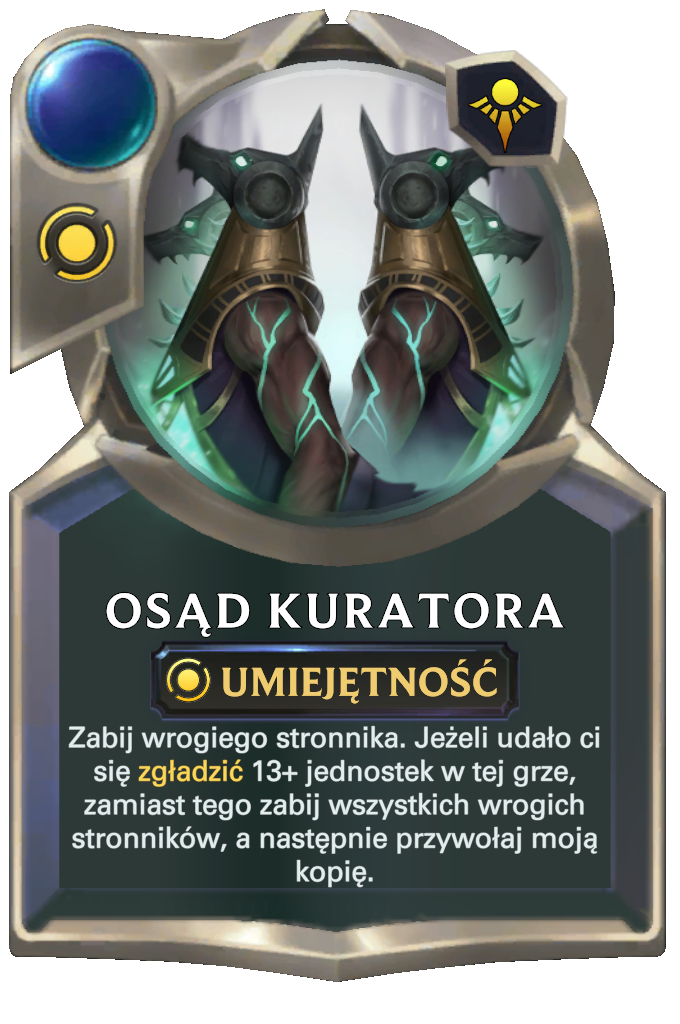 OSĄD KURATORA
UMIEJĘTNOŚĆ
Zabij wrogiego stronnika. Jeżeli udało ci
się zgładzić 13+ jednostek w tej grze,
zamiast tego zabij wszystkich wrogich
stronników, a następnie przywołaj moją
kopię.